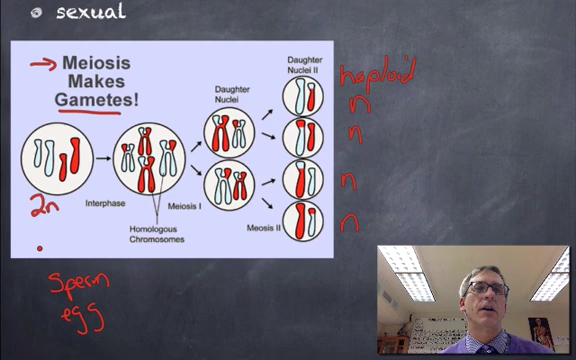 sexual
Meiosis
Makes
Gametes!
Daughter
Nuclei
Daughter
Nuclei II
haploid
n
n
n
n
2n
Interphase
Meiosis I
Homologous
Chromosomes
Meosis II
sperm
egg